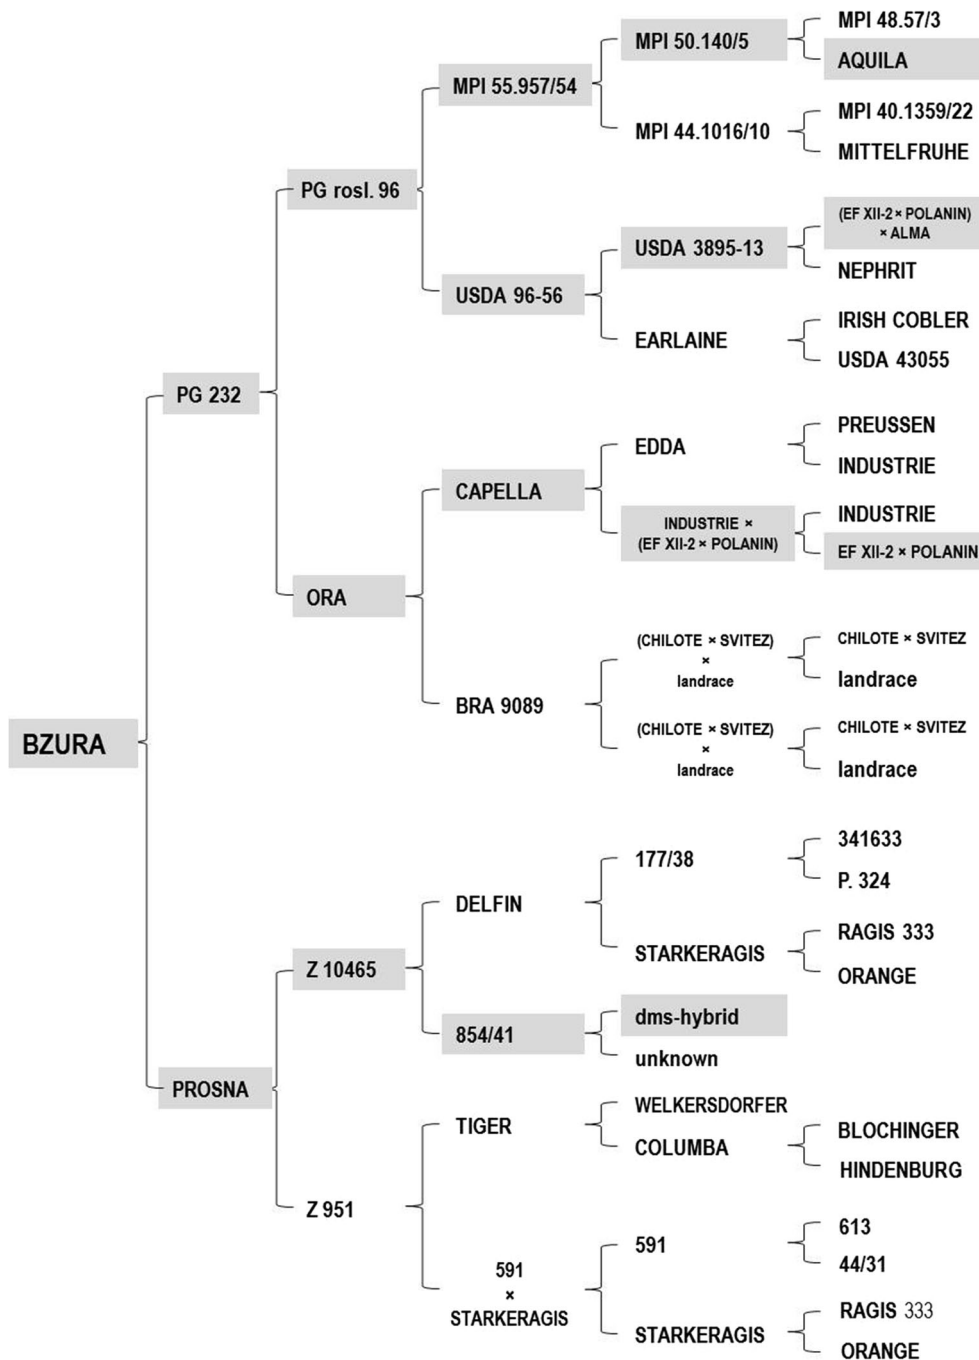 MPI 48.57/3
MPI 50.140/5
AQUILA
MPI 55.957/54
MPI 40.1359/22
MPI 44.1016/10
MITTELFRUHE
PG rosl. 96
(EF XII-2 × POLANIN)
× ALMA
USDA 3895-13
NEPHRIT
USDA 96-56
IRISH COBLER
EARLAINE
USDA 43055
PG 232
PREUSSEN
EDDA
INDUSTRIE
CAPELLA
INDUSTRIE
INDUSTRIE ×
(EF XII-2 × POLANIN)
EF XII-2 × POLANIN
ORA
(CHILOTE × SVITEZ)
×
landrace
CHILOTE × SVITEZ
landrace
BRA 9089
(CHILOTE × SVITEZ)
×
landrace
CHILOTE × SVITEZ
landrace
BZURA
341633
177/38
P. 324
DELFIN
RAGIS 333
STARKERAGIS
ORANGE
Z 10465
dms-hybrid
854/41
unknown
PROSNA
WELKERSDORFER
TIGER
COLUMBA
BLOCHINGER
HINDENBURG
Z 951
613
591
44/31
591
×
STARKERAGIS
RAGIS 333
STARKERAGIS
ORANGE